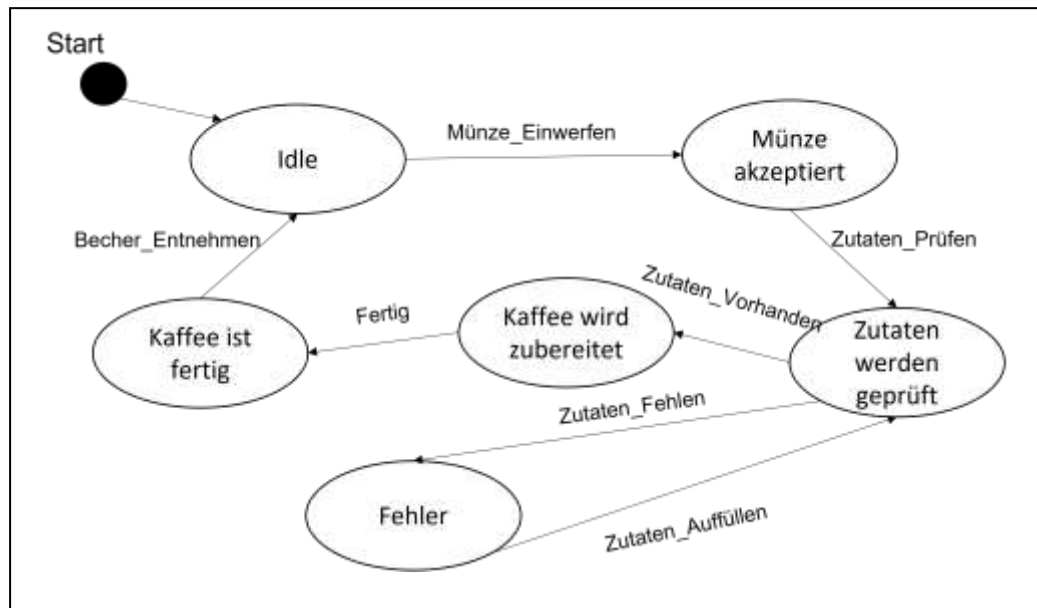 Start
Idle
Münze_Einwerfen
Münze
akzeptiert
Becher_Entnehmen
Zutaten_Prüfen
Kaffee ist
fertig
Fertig
Kaffee wird
zubereitet
Zutaten_Vorhanden
Zutaten
werden
geprüft
Zutaten_Fehlen
Fehler
Zutaten_Auffüllen